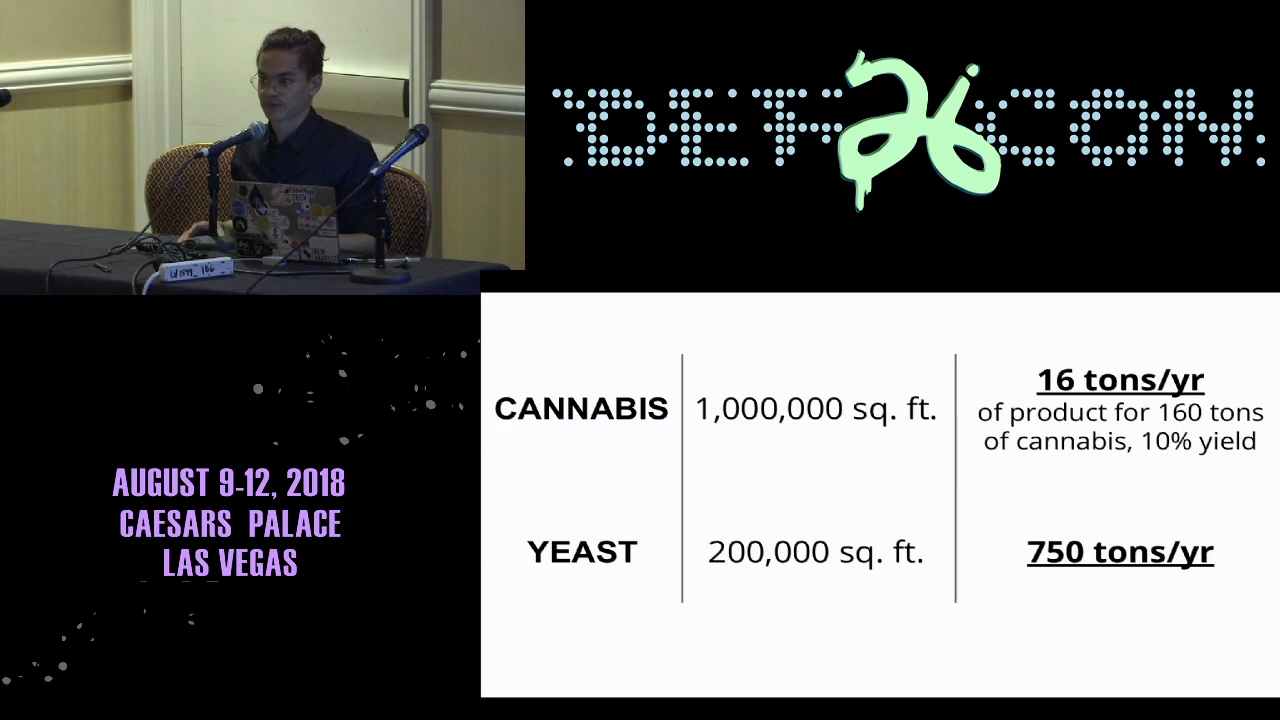 DEF 26 CON
AUGUST 9-12, 2018
CAESARS PALACE
LAS VEGAS
CANNABIS
1,000,000 sq. ft.
16 tons/yr
of product for 160 tons
of cannabis, 10% yield
YEAST
200,000 sq. ft.
750 tons/yr